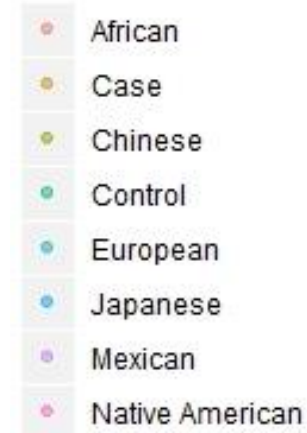 African
Case
Chinese
Control
European
Japanese
Mexican
Native American